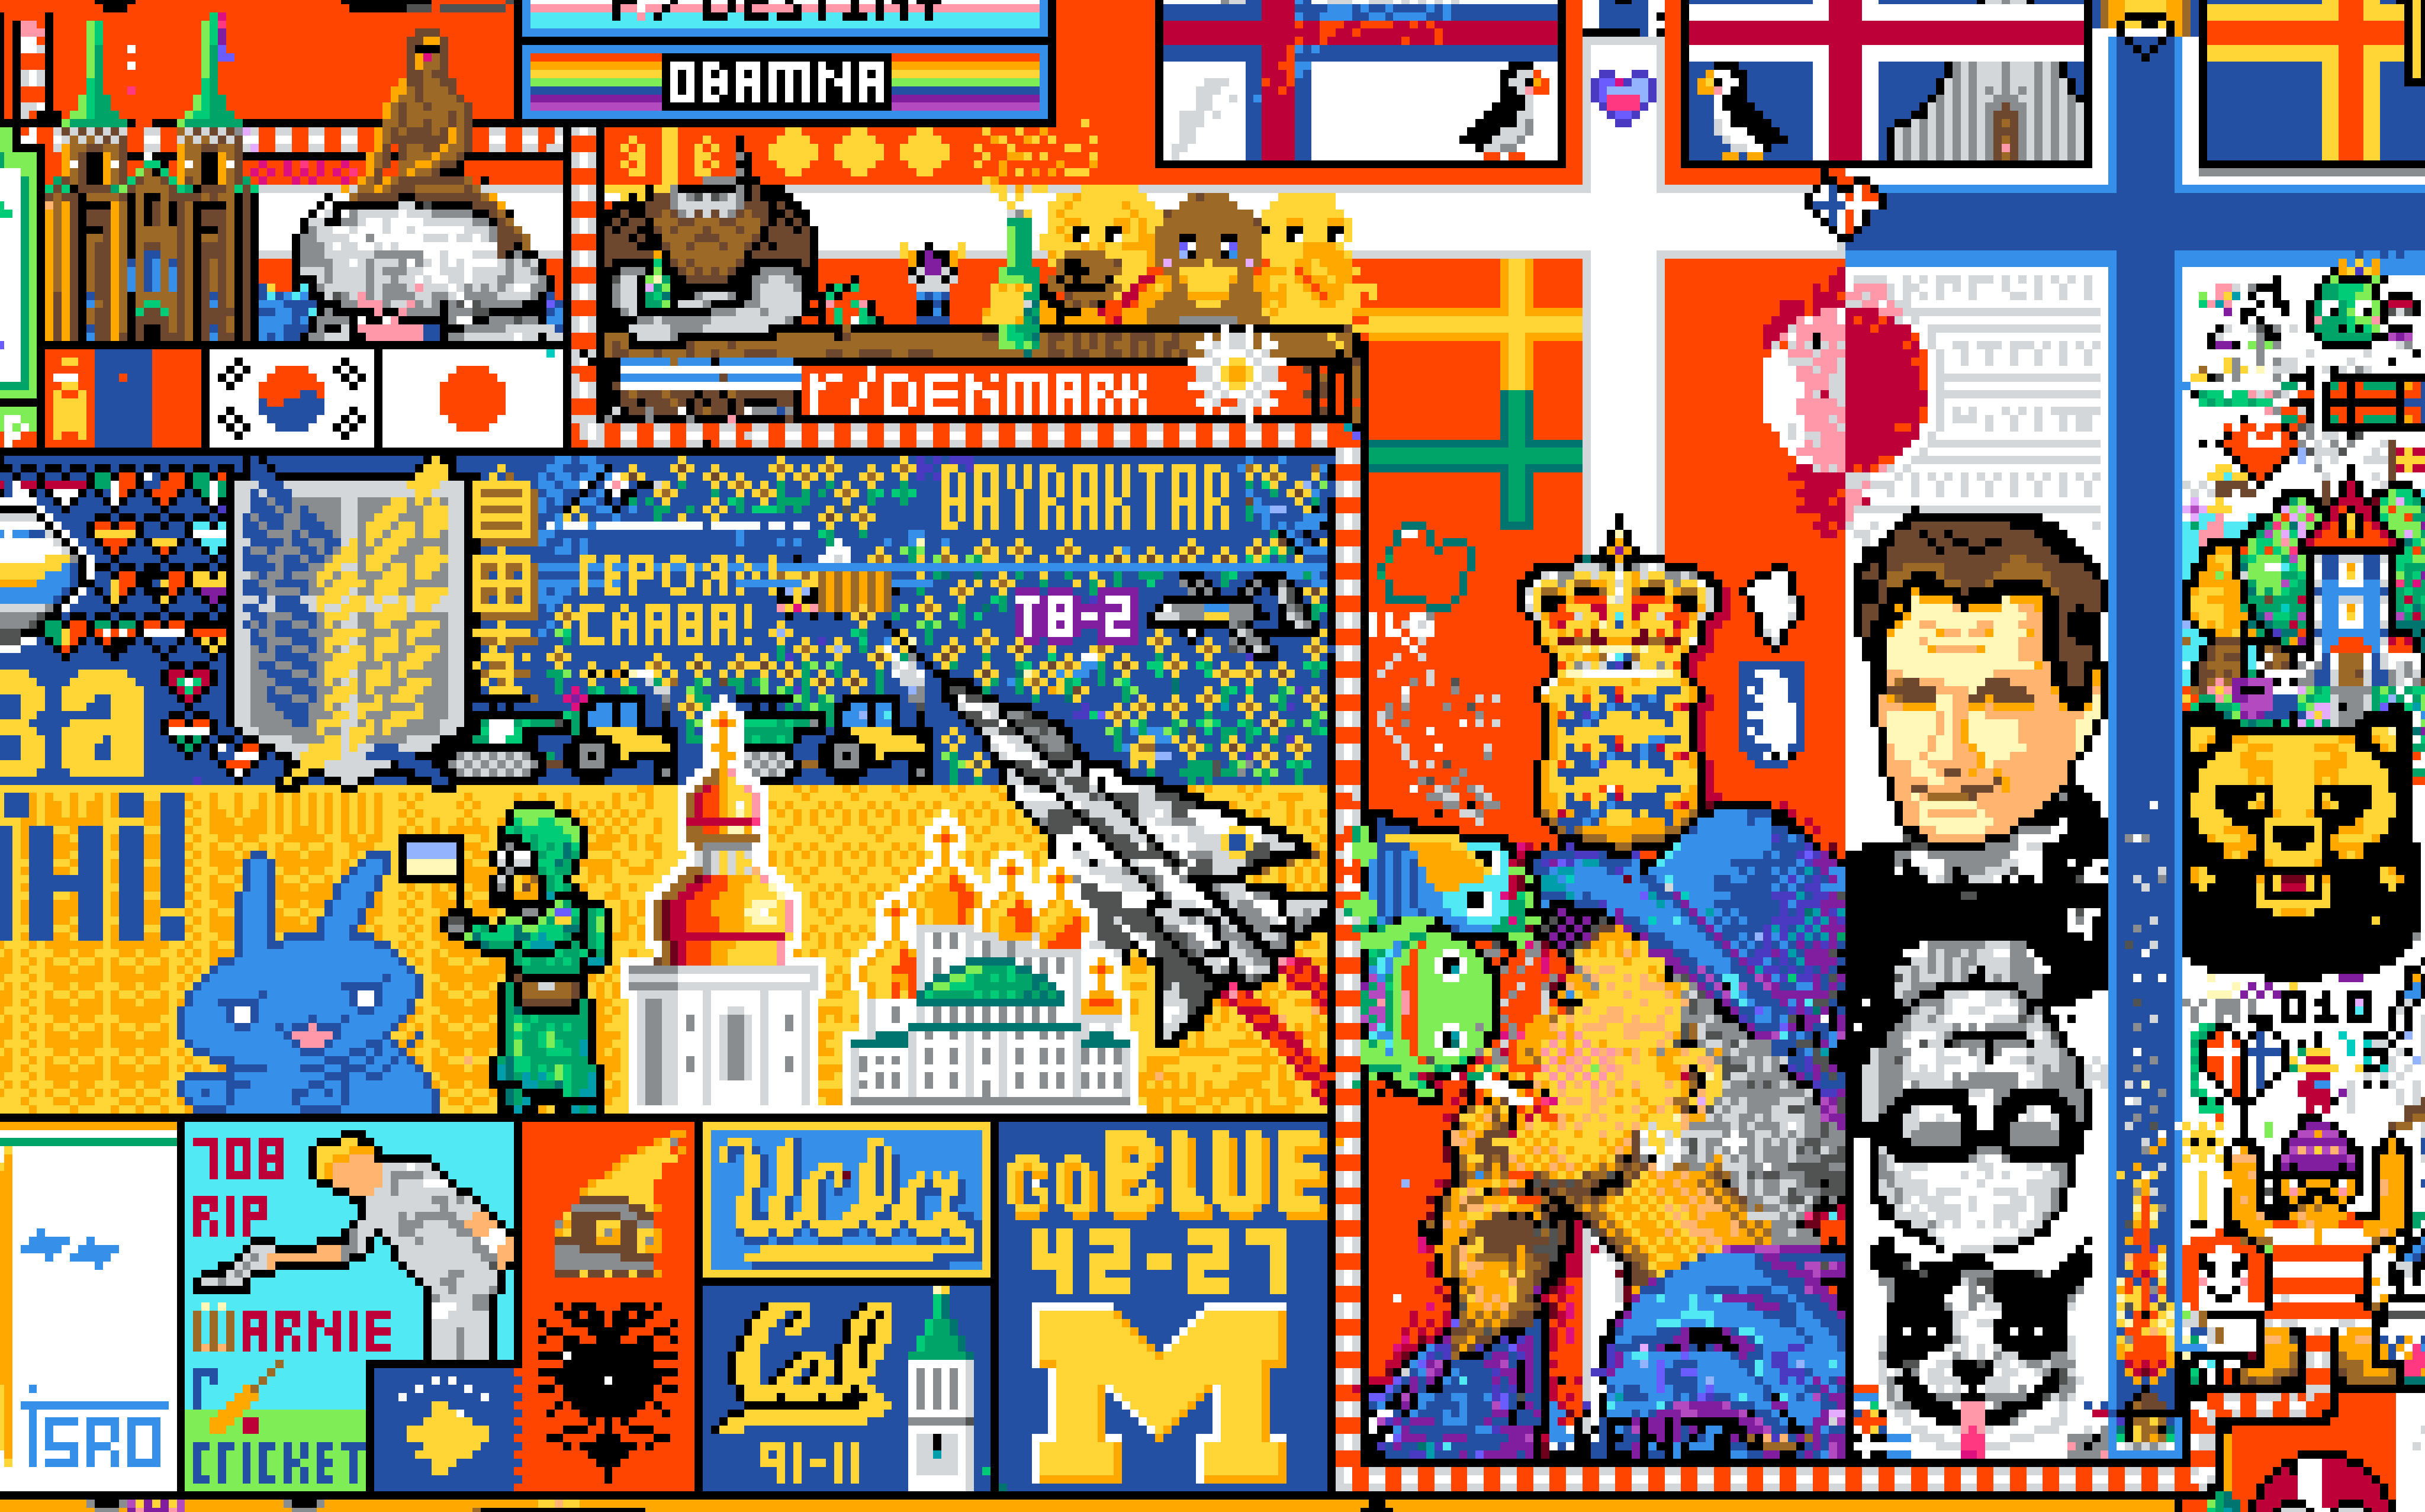 r/DESTINY
OBAMNA
r/DENMARK
BAYRAKTAR
ГЕРОЯМ
СЛАВА!
TB-2
Ba
Hi!
708
RIP
WARNIE
r/
CRICKET
ISRO
Ucla
Cal
91-11
GO BLUE
42-27
M
010